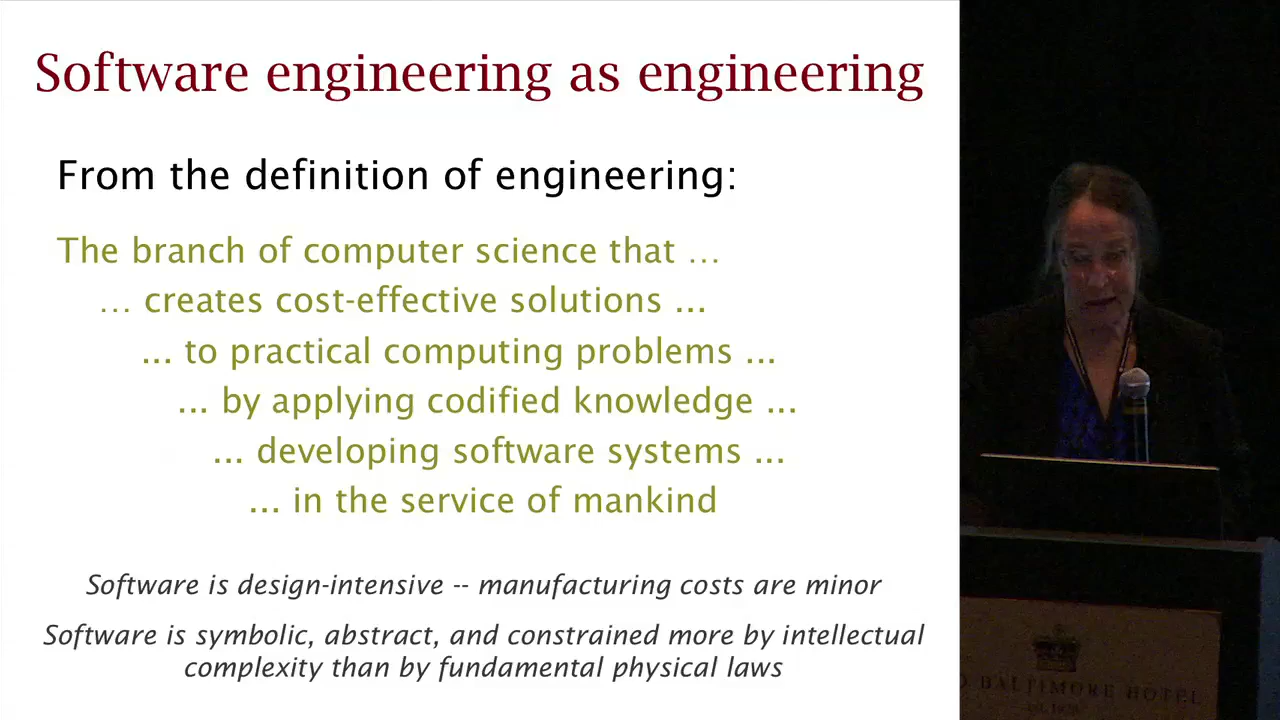 Software engineering as engineering
From the definition of engineering:
The branch of computer science that …
… creates cost-effective solutions ...
... to practical computing problems ...
... by applying codified knowledge ...
... developing software systems ...
... in the service of mankind
Software is design-intensive -- manufacturing costs are minor
Software is symbolic, abstract, and constrained more by intellectual
complexity than by fundamental physical laws
BALTIMORE HOTEL